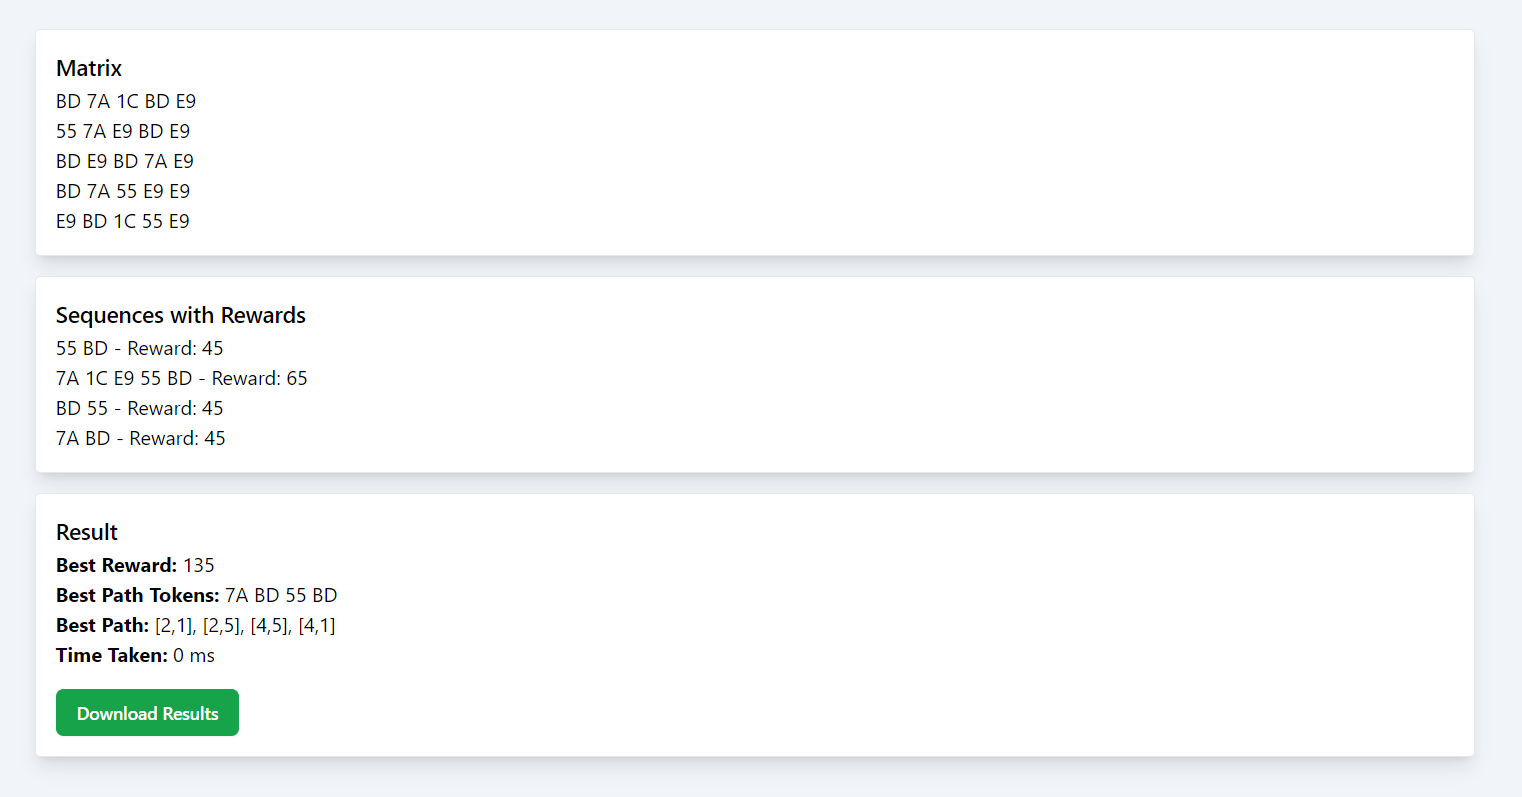 Matrix
BD 7A 1C BD E9
55 7A E9 BD E9
BD E9 BD 7A E9
BD 7A 55 E9 E9
E9 BD 1C 55 E9
Sequences with Rewards
55 BD - Reward: 45
7A 1C E9 55 BD - Reward: 65
BD 55 - Reward: 45
7A BD - Reward: 45
Result
Best Reward: 135
Best Path Tokens: 7A BD 55 BD
Best Path: [2,1], [2,5], [4,5], [4,1]
Time Taken: 0 ms
Download Results